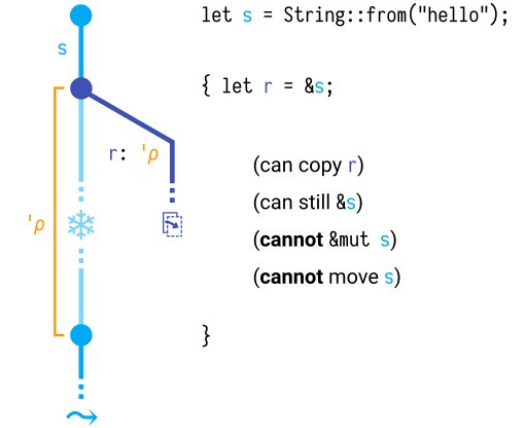 let s = String::from("hello");
s
{ let r = &s;
r: 'ρ
(can copy r)
(can still &s)
'ρ
(cannot &mut s)
(cannot move s)
}